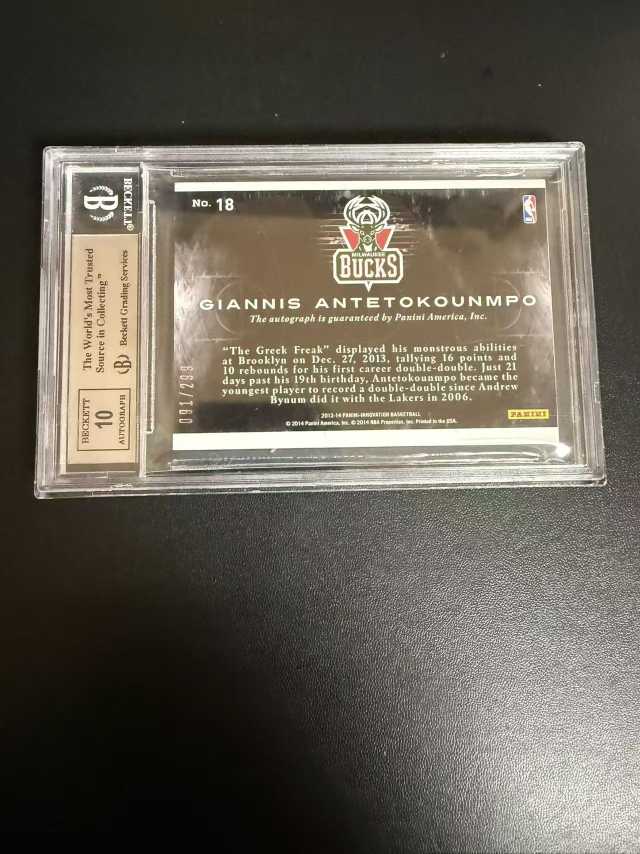 BECKETT®
B
The World's Most Trusted
Source in Collecting™
Beckett Grading Services
BECKETT
10
AUTOGRAPH
No. 18
MILWAUKEE
BUCKS
GIANNIS ANTETOKOUNMPO
The autograph is guaranteed by Panini America, Inc.
"The Greek Freak" displayed his monstrous abilities
at Brooklyn on Dec. 27, 2013, tallying 16 points and
10 rebounds for his first career double-double. Just 21
days past his 19th birthday, Antetokounmpo became the
youngest player to record a double-double since Andrew
Bynum did it with the Lakers in 2006.
091/299
2013-14 PANINI-INNOVATION BASKETBALL
© 2014 Panini America, Inc. © 2014 NBA Properties, Inc. Printed in the USA.
PANINI